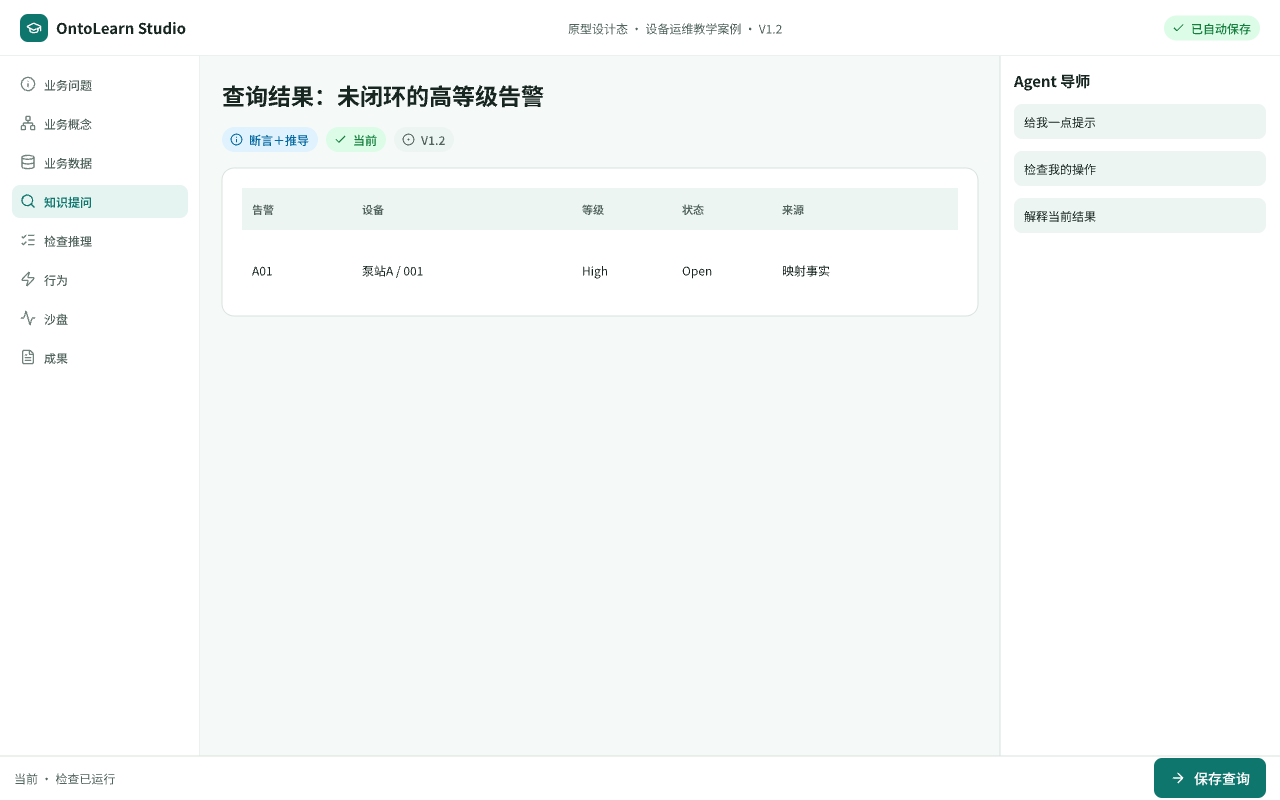 OntoLearn Studio
原型设计态 · 设备运维教学案例 · V1.2
已自动保存
业务问题
业务概念
业务数据
知识提问
检查推理
行为
沙盘
成果
查询结果：未闭环的高等级告警
断言＋推导
当前
V1.2
告警 设备 等级 状态 来源
A01 泵站A / 001 High Open 映射事实
Agent 导师
给我一点提示
检查我的操作
解释当前结果
当前 · 检查已运行
保存查询